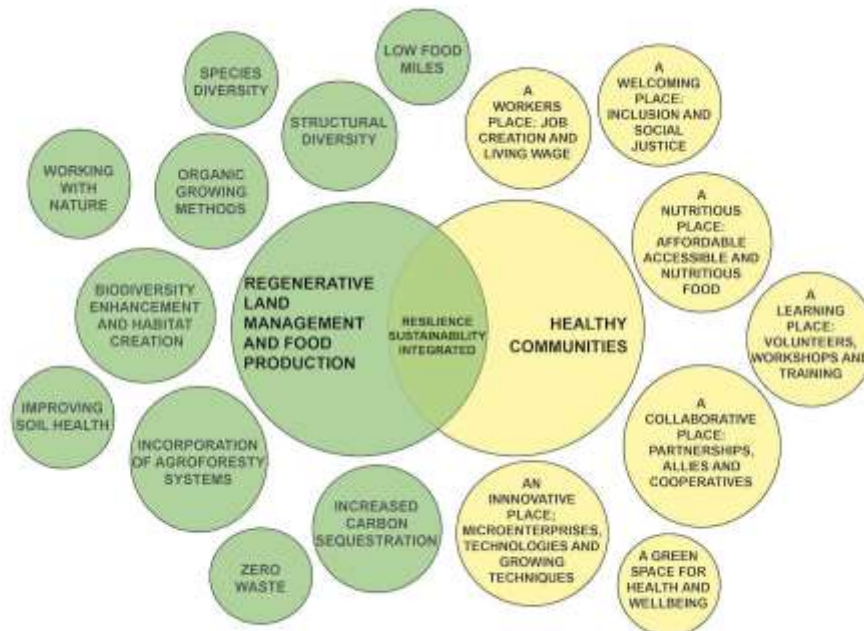 LOW FOOD
MILES
SPECIES
DIVERSITY
STRUCTURAL
DIVERSITY
WORKING
WITH
NATURE
ORGANIC
GROWING
METHODS
BIODIVERSITY
ENHANCEMENT
AND HABITAT
CREATION
IMPROVING
SOIL HEALTH
INCORPORATION
OF AGROFORESTY
SYSTEMS
ZERO
WASTE
INCREASED
CARBON
SEQUESTRATION
REGENERATIVE
LAND
MANAGEMENT
AND FOOD
PRODUCTION
RESILIENCE
SUSTAINABILITY
INTEGRATED
HEALTHY
COMMUNITIES
A
WORKERS
PLACE: JOB
CREATION AND
LIVING WAGE
A
WELCOMING
PLACE:
INCLUSION AND
SOCIAL
JUSTICE
A
NUTRITIOUS
PLACE:
AFFORDABLE
ACCESSIBLE AND
NUTRITIOUS
FOOD
A
LEARNING
PLACE:
VOLUNTEERS,
WORKSHOPS AND
TRAINING
A
COLLABORATIVE
PLACE:
PARTNERSHIPS,
ALLIES AND
COOPERATIVES
AN
INNNOVATIVE
PLACE;
MICROENTERPRISES,
TECHNOLOGIES AND
GROWING
TECHNIQUES
A GREEN
SPACE FOR
HEALTH AND
WELLBEING